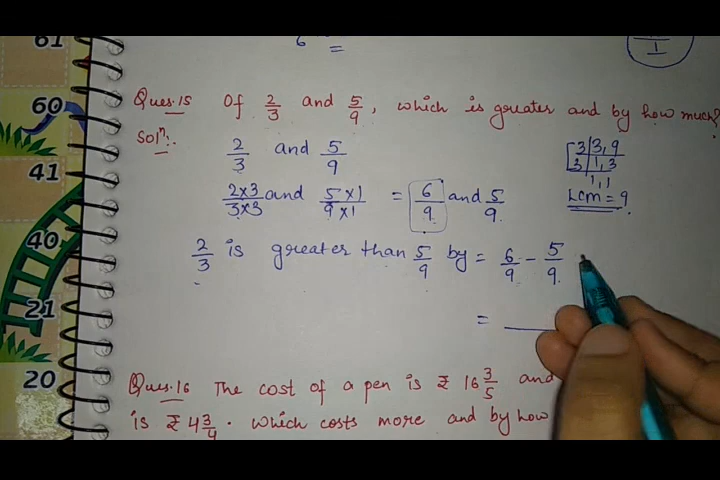 61
6 =
1
60
Ques.15 Of 2/3 and 5/9, which is greater and by how much?
Solⁿ:.
2/3 and 5/9
3 | 3, 9
3 | 1, 3
1, 1
41
2×3/3×3 and 5×1/9×1 = 6/9 and 5/9
LCM = 9
40
2/3 is greater than 5/9 by = 6/9 - 5/9
21
=
20
Ques.16 The cost of a pen is ₹ 16 3/5 and
is ₹ 4 3/4. Which costs more and by how